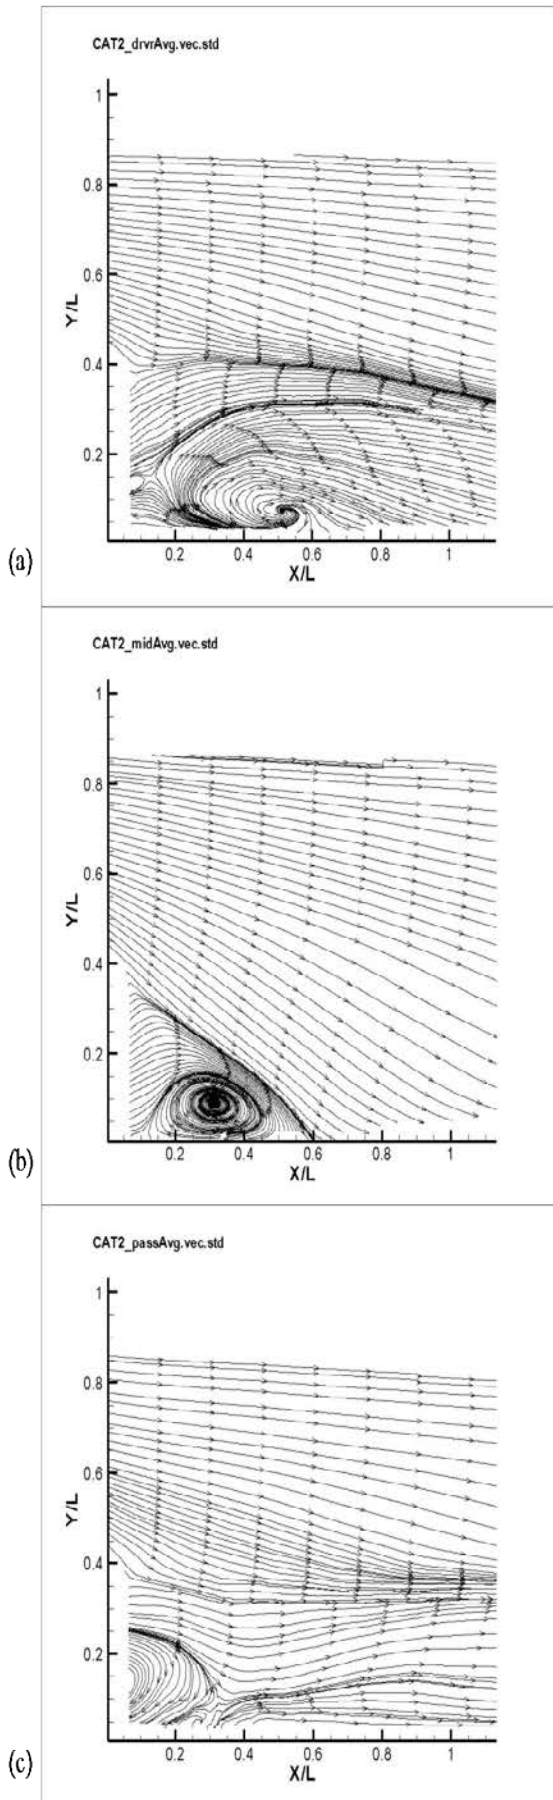 CAT2_drvrAvg.vec.std
1
0.8
0.6
Y/L
0.4
0.2
0.2 0.4 0.6 0.8 1
X/L
(a)
CAT2_midAvg.vec.std
1
0.8
0.6
Y/L
0.4
0.2
0.2 0.4 0.6 0.8 1
X/L
(b)
CAT2_passAvg.vec.std
1
0.8
0.6
Y/L
0.4
0.2
0.2 0.4 0.6 0.8 1
X/L
(c)